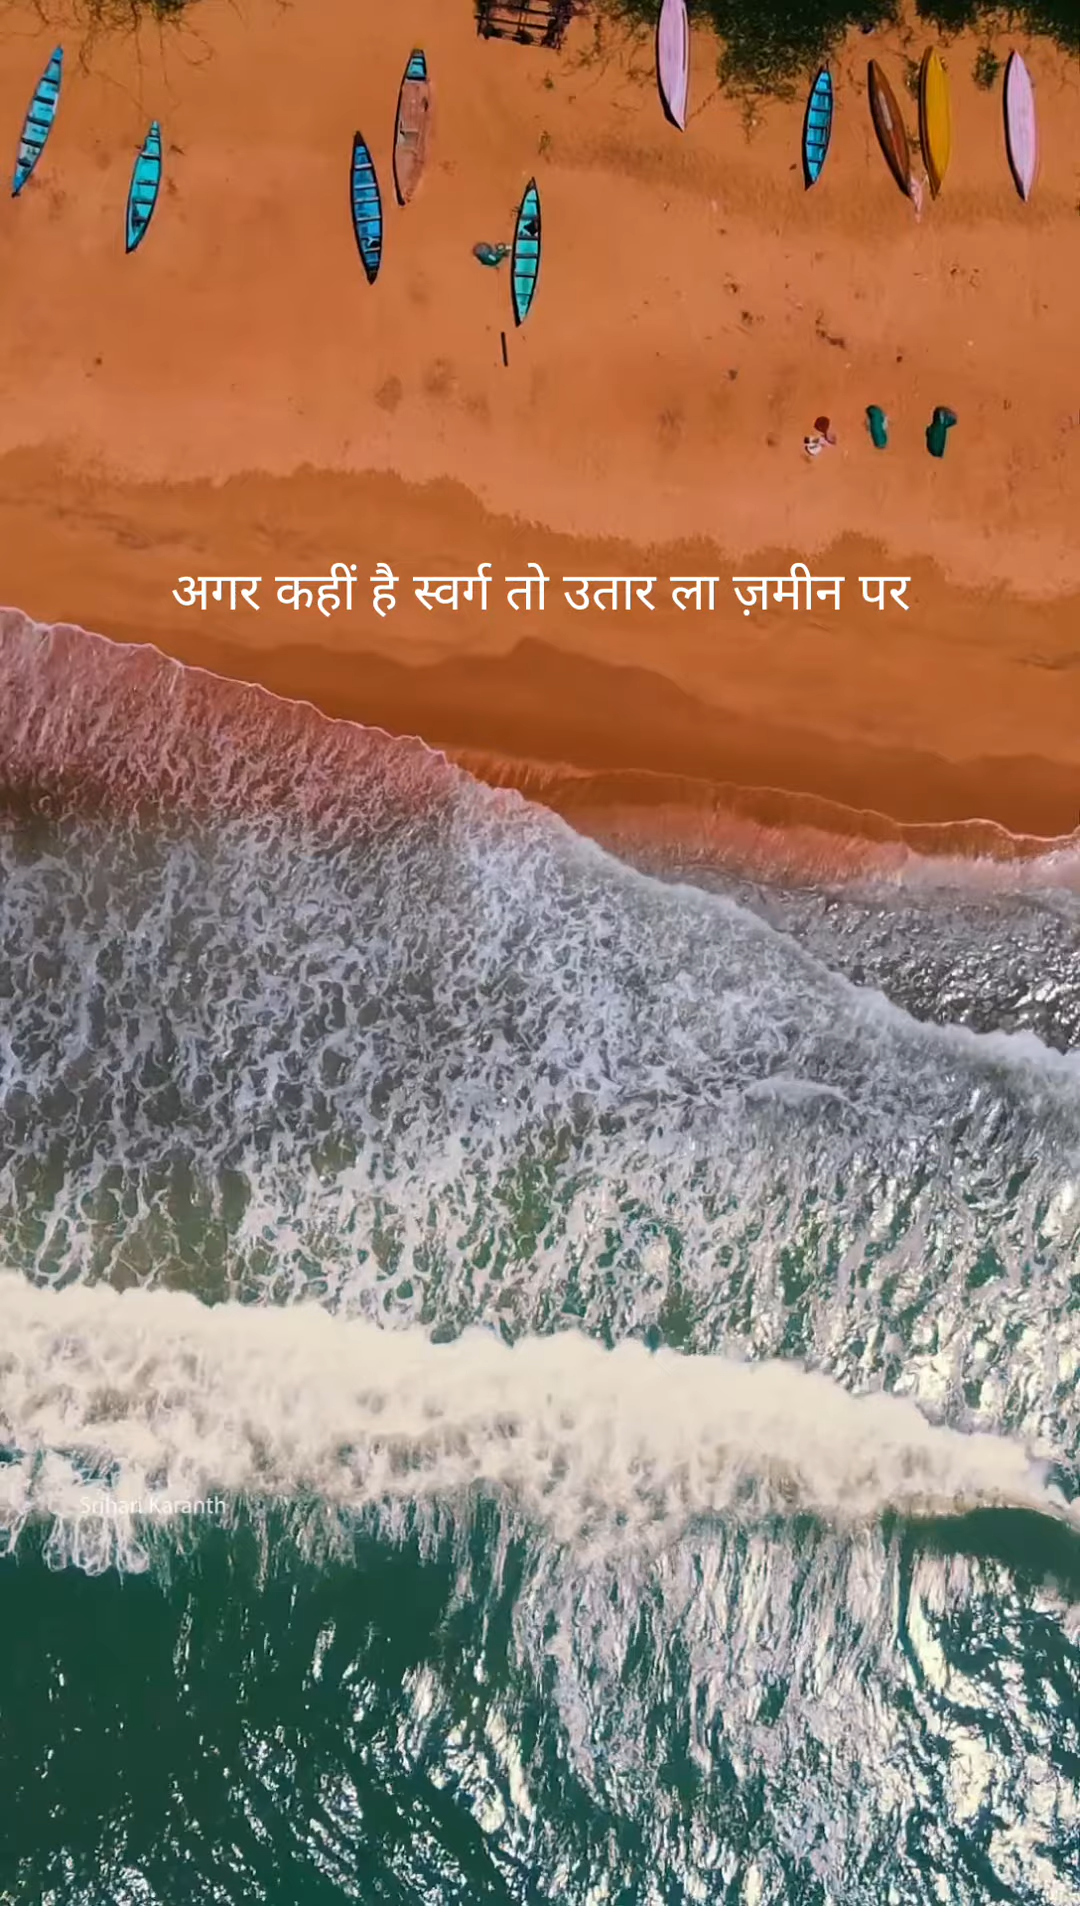 अगर कहीं है स्वर्ग तो उतार ला ज़मीन पर
Srihari Karanth